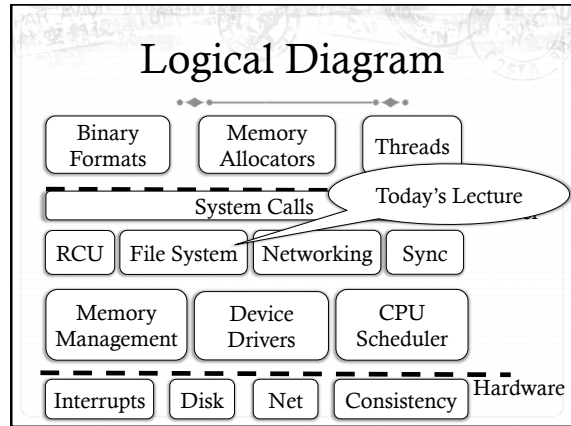 Logical Diagram
Binary
Formats
Memory
Allocators
Threads
Today's Lecture
System Calls
RCU
File System
Networking
Sync
Memory
Management
Device
Drivers
CPU
Scheduler
Hardware
Interrupts
Disk
Net
Consistency